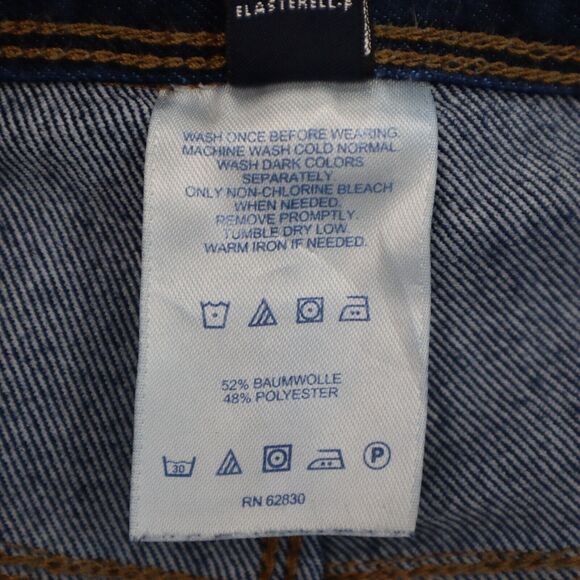 ELASTERELL-P
WASH ONCE BEFORE WEARING.
MACHINE WASH COLD NORMAL
WASH DARK COLORS
SEPARATELY.
ONLY NON-CHLORINE BLEACH
WHEN NEEDED.
REMOVE PROMPTLY.
TUMBLE DRY LOW.
WARM IRON IF NEEDED.
52% BAUMWOLLE
48% POLYESTER
30 P
RN 62830